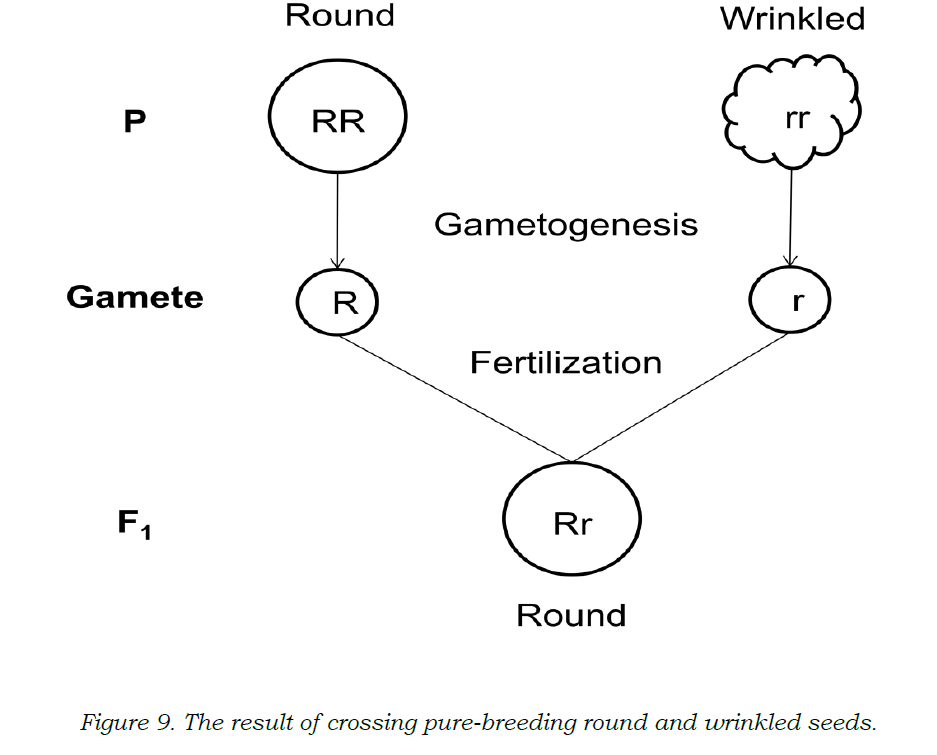 Round Wrinkled
P RR rr
Gametogenesis
Gamete R r
Fertilization
F₁ Rr
Round
Figure 9. The result of crossing pure-breeding round and wrinkled seeds.